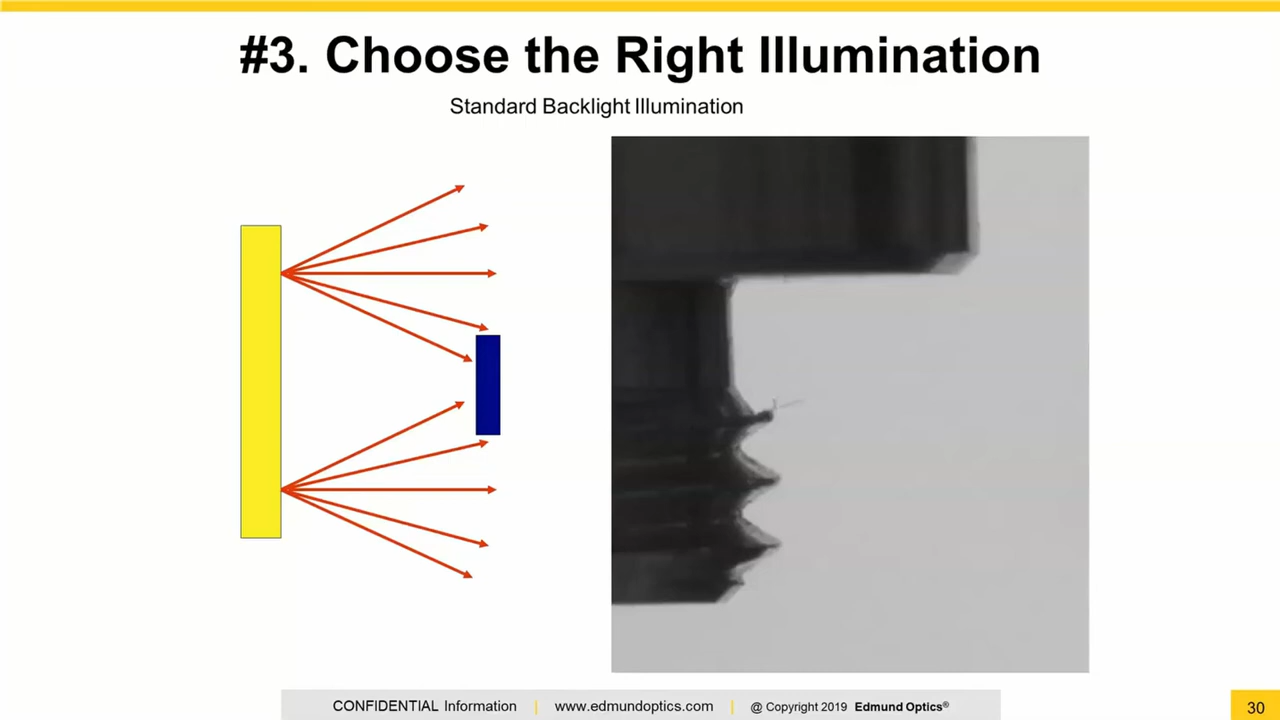 #3. Choose the Right Illumination
Standard Backlight Illumination
CONFIDENTIAL Information | www.edmundoptics.com | @ Copyright 2019 Edmund Optics®
30